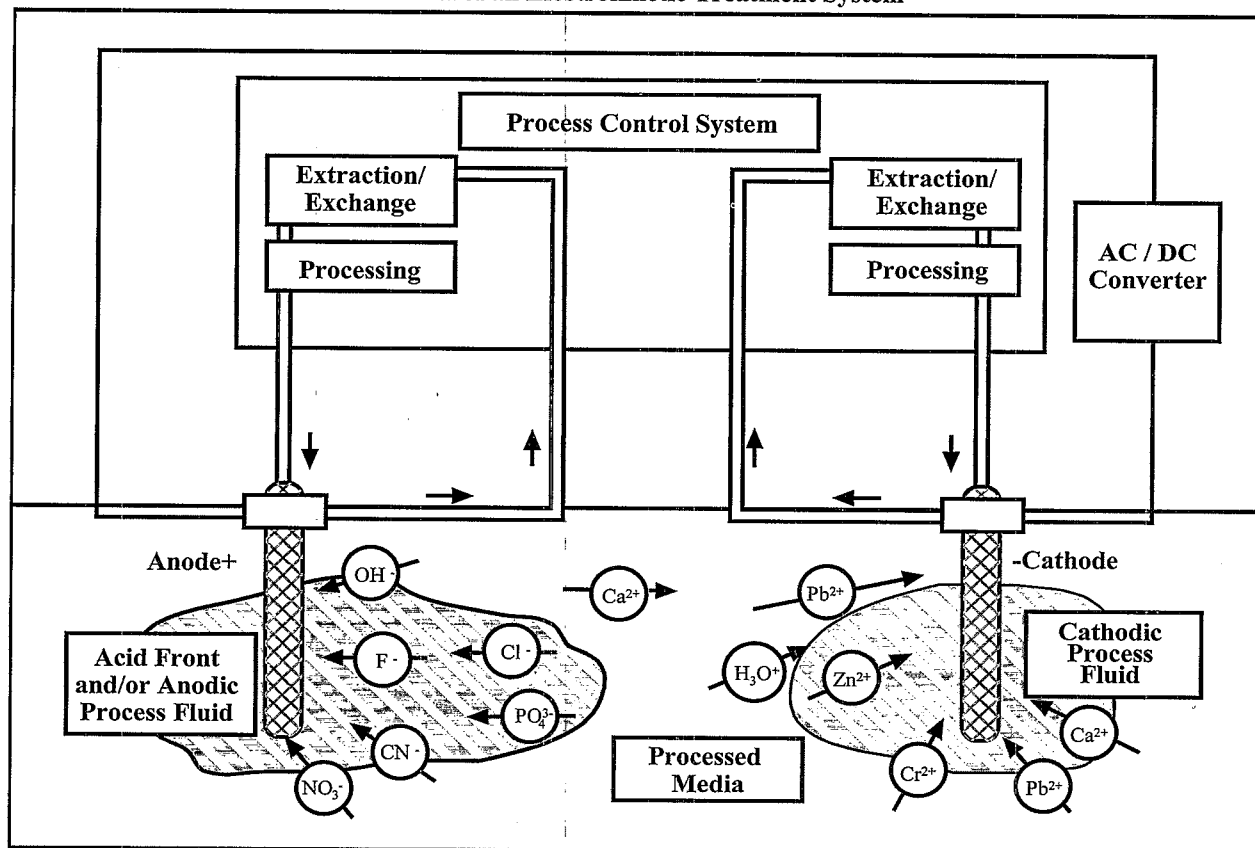 Treatment System
Process Control System
Extraction/
Exchange
Processing
Extraction/
Exchange
Processing
AC / DC
Converter
Anode+
-Cathode
OH -
Ca²⁺
Pb²⁺
F -
Cl -
H₃O⁺
Zn²⁺
Acid Front
and/or Anodic
Process Fluid
Cathodic
Process
Fluid
PO₄³⁻
CN -
NO₃⁻
Processed
Media
Cr²⁺
Ca²⁺
Pb²⁺